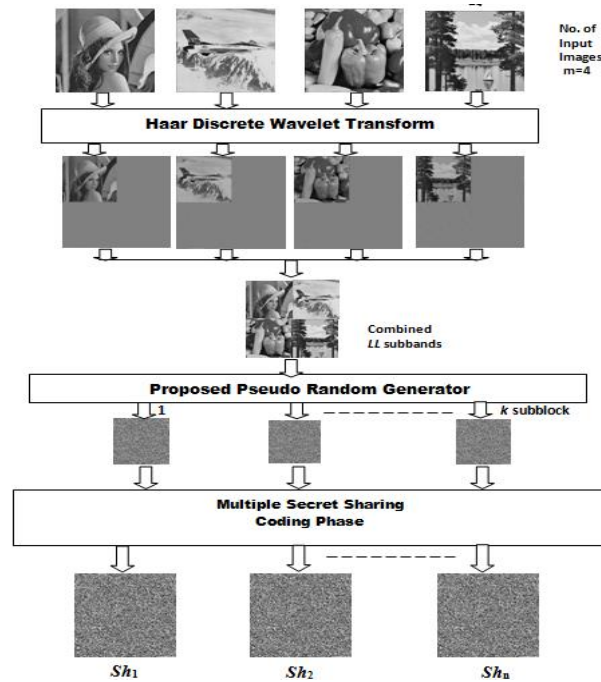 No. of
Input
Images
m=4
Haar Discrete Wavelet Transform
Combined
LL subbands
Proposed Pseudo Random Generator
1
k subblock
Multiple Secret Sharing
Coding Phase
Sh1
Sh2
Shn